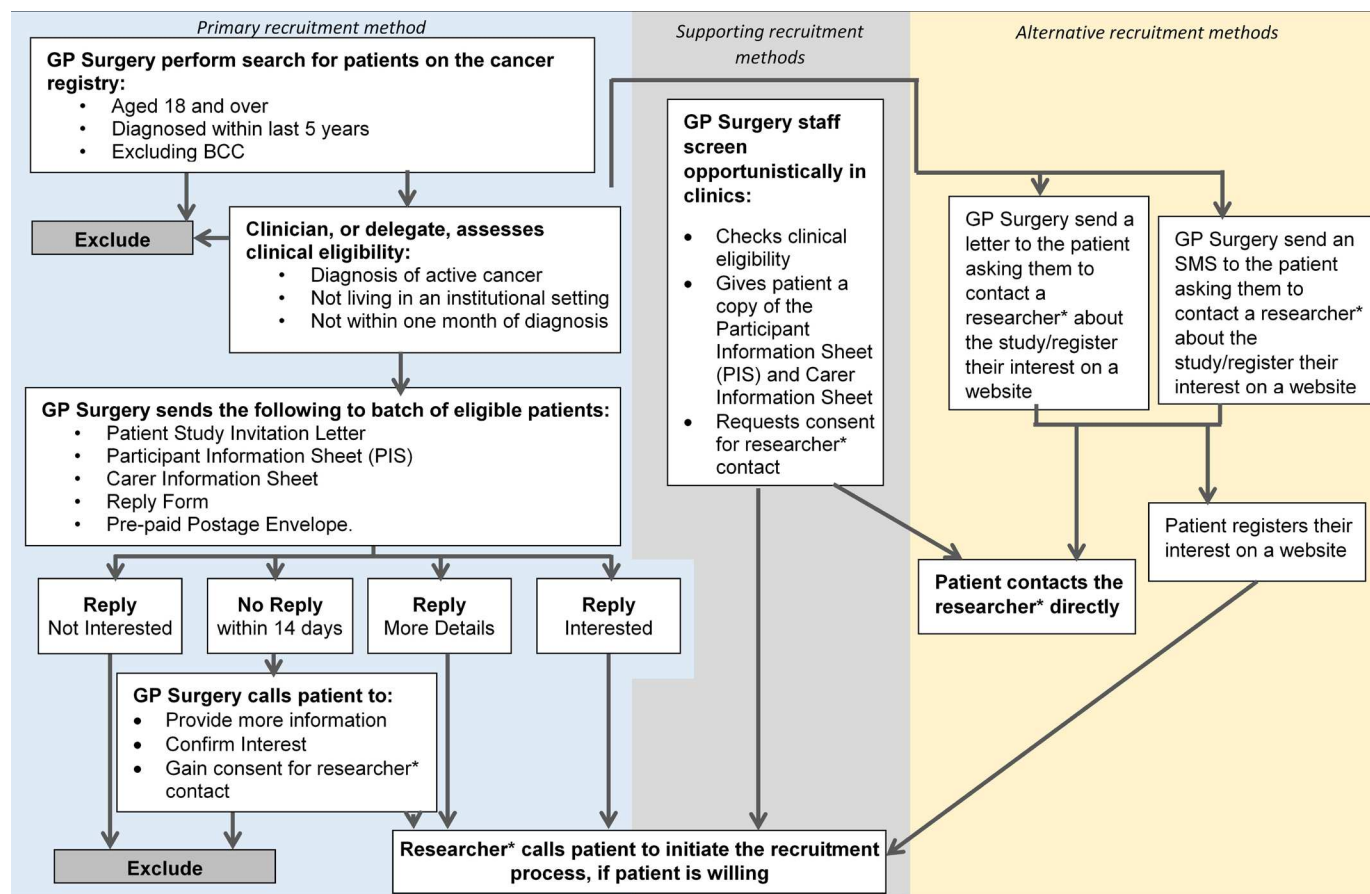 Primary recruitment method
GP Surgery perform search for patients on the cancer
registry:
• Aged 18 and over
• Diagnosed within last 5 years
• Excluding BCC
Exclude
Clinician, or delegate, assesses
clinical eligibility:
• Diagnosis of active cancer
• Not living in an institutional setting
• Not within one month of diagnosis
GP Surgery sends the following to batch of eligible patients:
• Patient Study Invitation Letter
• Participant Information Sheet (PIS)
• Carer Information Sheet
• Reply Form
• Pre-paid Postage Envelope.
Reply
Not Interested
No Reply
within 14 days
Reply
More Details
Reply
Interested
GP Surgery calls patient to:
• Provide more information
• Confirm Interest
• Gain consent for researcher*
contact
Exclude
Supporting recruitment
methods
GP Surgery staff
screen
opportunistically in
clinics:
• Checks clinical
eligibility
• Gives patient a
copy of the
Participant
Information Sheet
(PIS) and Carer
Information Sheet
• Requests consent
for researcher*
contact
Alternative recruitment methods
GP Surgery send a
letter to the patient
asking them to
contact a
researcher* about
the study/register
their interest on a
website
GP Surgery send an
SMS to the patient
asking them to
contact a researcher*
about the
study/register their
interest on a website
Patient registers their
interest on a website
Patient contacts the
researcher* directly
Researcher* calls patient to initiate the recruitment
process, if patient is willing